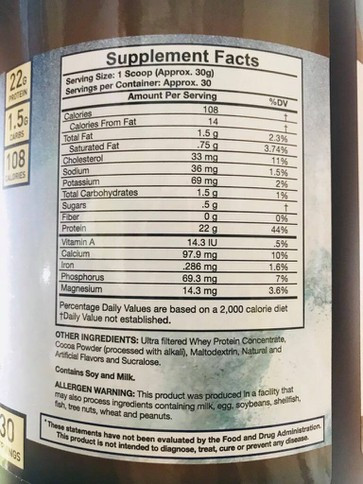 22g
PROTEIN
1.5g
CARBS
108
CALORIES
Supplement Facts
Serving Size: 1 Scoop (Approx. 30g)
Servings per Container: Approx. 30
Amount Per Serving %DV
Calories 108 †
Calories From Fat 14 †
Total Fat 1.5 g 2.3%
Saturated Fat .75 g 3.74%
Cholesterol 33 mg 11%
Sodium 36 mg 1.5%
Potassium 69 mg 2%
Total Carbohydrates 1.5 g 1%
Sugars .5 g †
Fiber 0 g 0%
Protein 22 g 44%
Vitamin A 14.3 IU .5%
Calcium 97.9 mg 10%
Iron .286 mg 1.6%
Phosphorus 69.3 mg 7%
Magnesium 14.3 mg 3.6%
Percentage Daily Values are based on a 2,000 calorie diet
†Daily Value not established.
OTHER INGREDIENTS: Ultra filtered Whey Protein Concentrate,
Cocoa Powder (processed with alkali), Maltodextrin, Natural and
Artificial Flavors and Sucralose.
Contains Soy and Milk.
ALLERGEN WARNING: This product was produced in a facility that
may also process ingredients containing milk, egg, soybeans, shellfish,
fish, tree nuts, wheat and peanuts.
30
*These statements have not been evaluated by the Food and Drug Administration.
This product is not intended to diagnose, treat, cure or prevent any disease.